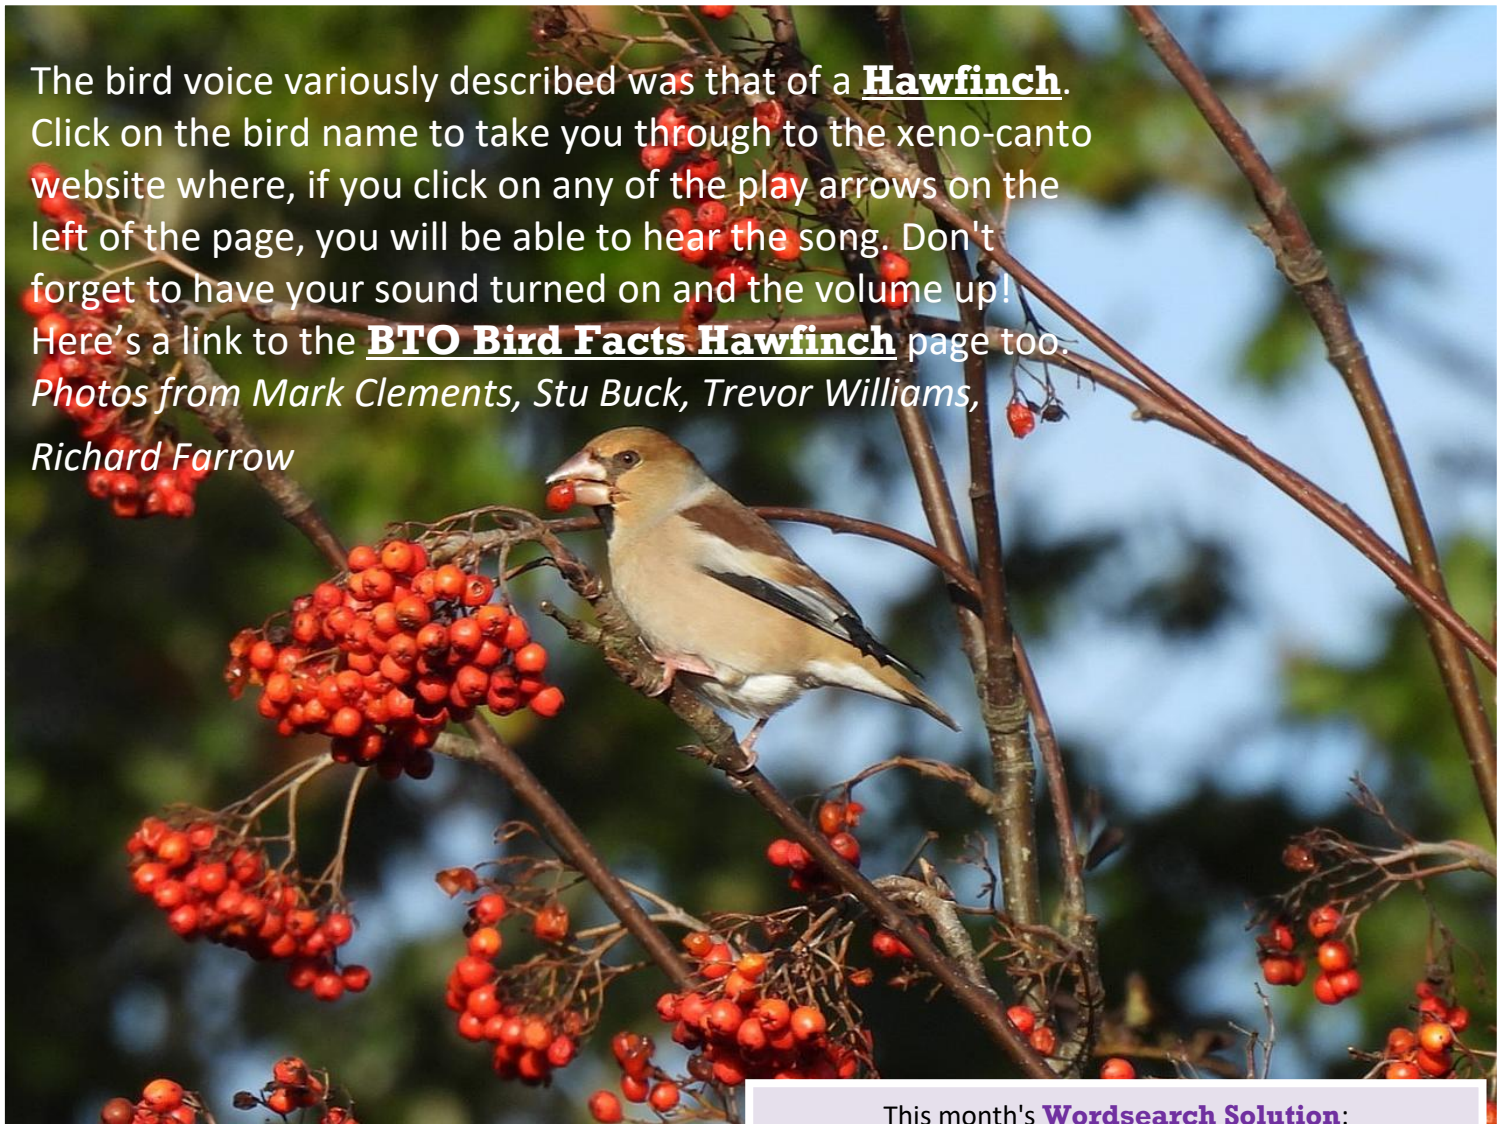 The bird voice variously described was that of a Hawfinch.
Click on the bird name to take you through to the xeno-canto
website where, if you click on any of the play arrows on the
left of the page, you will be able to hear the song. Don't
forget to have your sound turned on and the volume up!
Here’s a link to the BTO Bird Facts Hawfinch page too.
Photos from Mark Clements, Stu Buck, Trevor Williams,
Richard Farrow
This month's Wordsearch Solution: